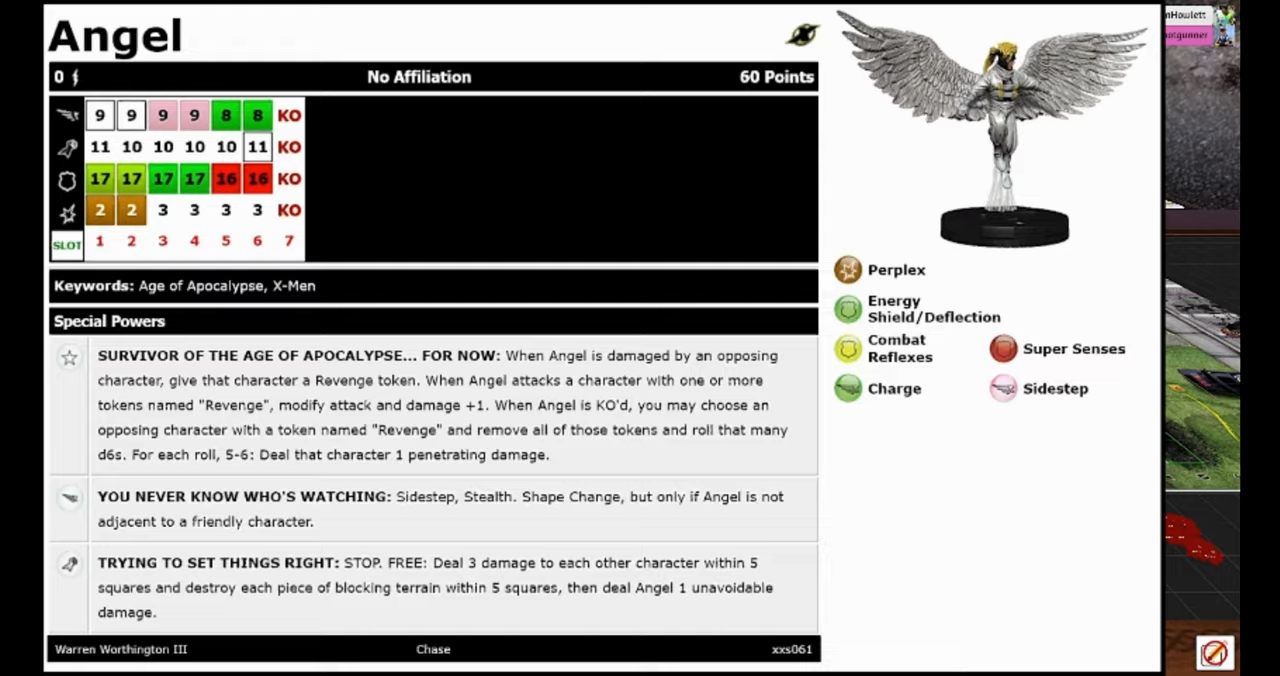 Angel
0 No Affiliation 60 Points
9 9 9 9 8 8 KO
11 10 10 10 10 11 KO
17 17 17 17 16 16 KO
2 2 3 3 3 3 KO
SLOT 1 2 3 4 5 6 7
Keywords: Age of Apocalypse, X-Men
Special Powers
SURVIVOR OF THE AGE OF APOCALYPSE... FOR NOW: When Angel is damaged by an opposing
character, give that character a Revenge token. When Angel attacks a character with one or more
tokens named "Revenge", modify attack and damage +1. When Angel is KO'd, you may choose an
opposing character with a token named "Revenge" and remove all of those tokens and roll that many
d6s. For each roll, 5-6: Deal that character 1 penetrating damage.
YOU NEVER KNOW WHO'S WATCHING: Sidestep, Stealth. Shape Change, but only if Angel is not
adjacent to a friendly character.
TRYING TO SET THINGS RIGHT: STOP. FREE: Deal 3 damage to each other character within 5
squares and destroy each piece of blocking terrain within 5 squares, then deal Angel 1 unavoidable
damage.
Warren Worthington III Chase xxs061
Perplex
Energy
Shield/Deflection
Combat
Reflexes
Super Senses
Charge
Sidestep